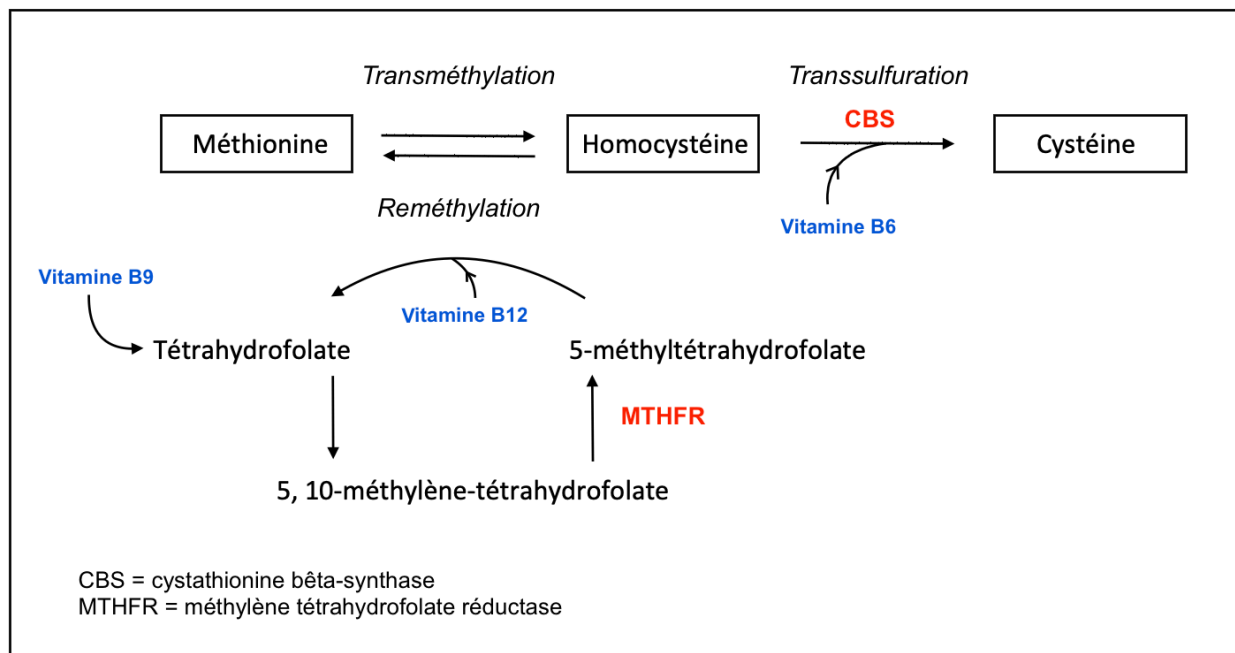 Transméthylation
Transsulfuration
CBS
Méthionine
Homocystéine
Cystéine
Reméthylation
Vitamine B6
Vitamine B9
Vitamine B12
Tétrahydrofolate
5-méthyltétrahydrofolate
MTHFR
5, 10-méthylène-tétrahydrofolate
CBS = cystathionine bêta-synthase
MTHFR = méthylène tétrahydrofolate réductase